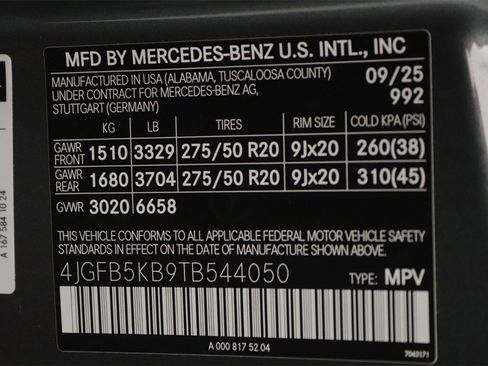 MFD BY MERCEDES-BENZ U.S. INTL., INC
MANUFACTURED IN USA (ALABAMA, TUSCALOOSA COUNTY) 09/25
UNDER CONTRACT FOR MERCEDES-BENZ AG, 992
STUTTGART (GERMANY)
KG LB TIRES RIM SIZE COLD KPA (PSI)
GAWR FRONT 1510 3329 275/50 R20 9Jx20 260(38)
GAWR REAR 1680 3704 275/50 R20 9Jx20 310(45)
GVWR 3020 6658
THIS VEHICLE CONFORMS TO ALL APPLICABLE FEDERAL MOTOR VEHICLE SAFETY
STANDARDS IN EFFECT ON THE DATE OF MANUFACTURE SHOWN ABOVE.
4JGFB5KB9TB544050 TYPE: MPV
A 000 817 52 04
7043171
A 167 584 10 24